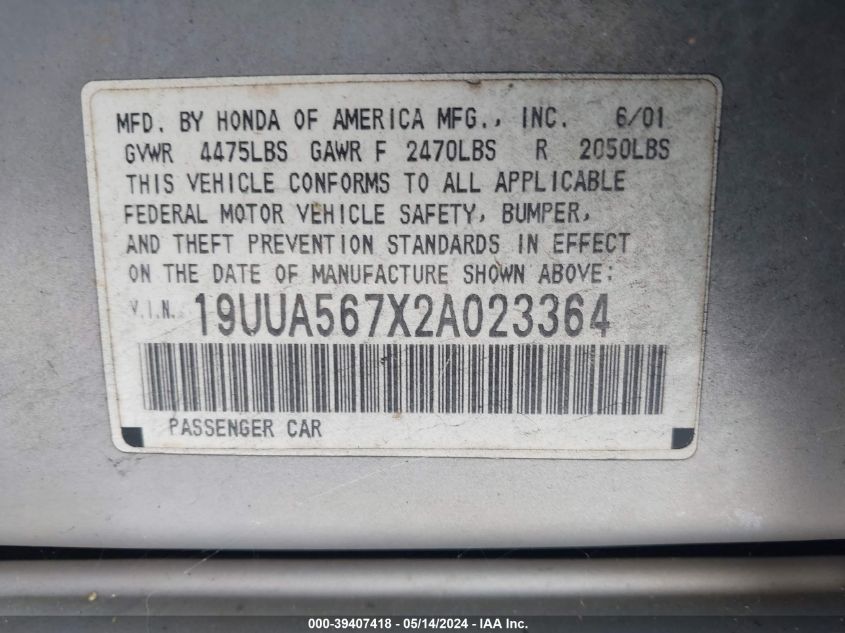 MFD. BY HONDA OF AMERICA MFG., INC. 6/01
GVWR 4475LBS GAWR F 2470LBS R 2050LBS
THIS VEHICLE CONFORMS TO ALL APPLICABLE
FEDERAL MOTOR VEHICLE SAFETY, BUMPER,
AND THEFT PREVENTION STANDARDS IN EFFECT
ON THE DATE OF MANUFACTURE SHOWN ABOVE:
V.I.N. 19UUA567X2A023364
PASSENGER CAR
000-39407418 - 05/14/2024 - IAA Inc.